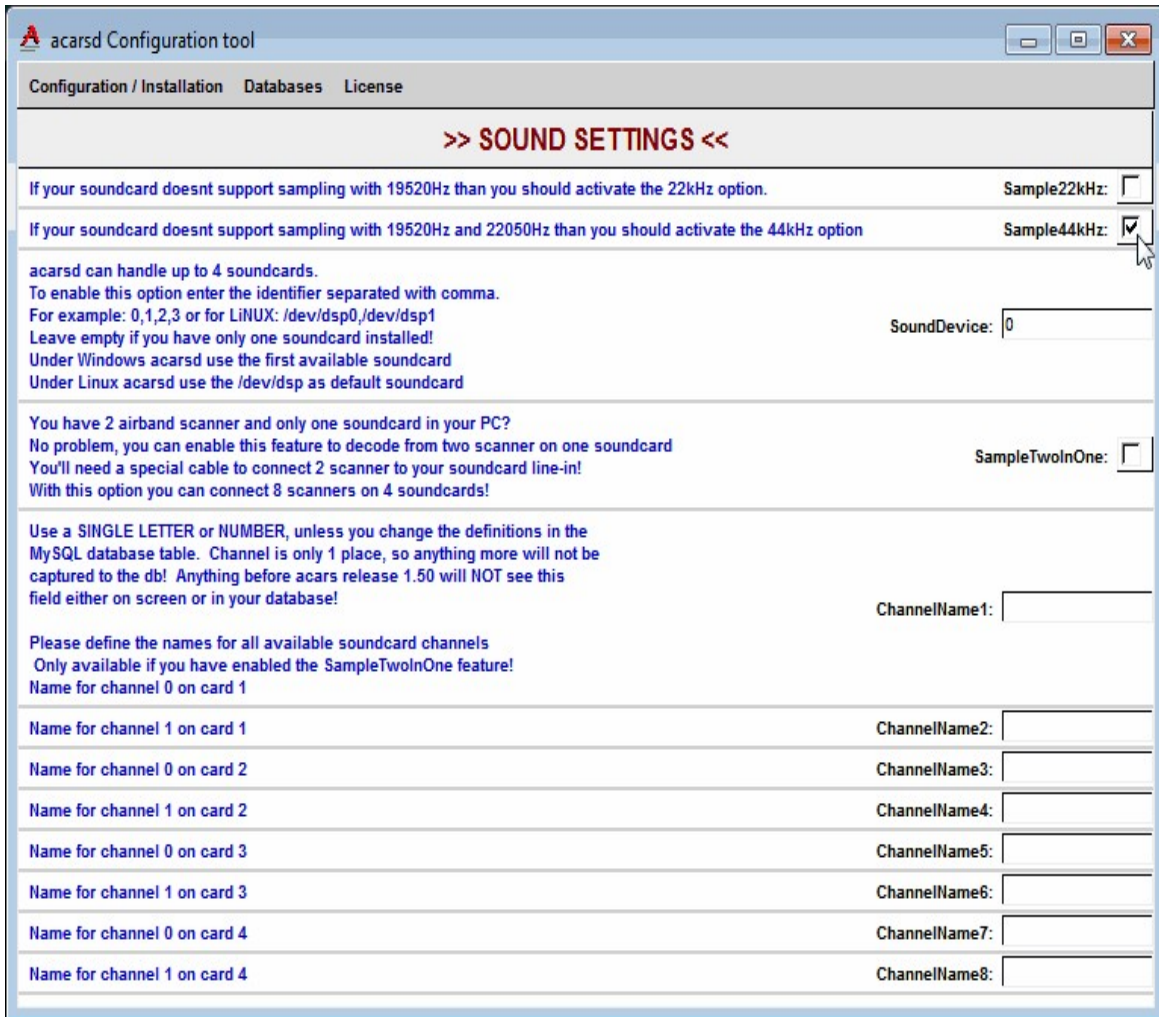 acarsd Configuration tool
Configuration / Installation Databases License
>> SOUND SETTINGS <<
If your soundcard doesnt support sampling with 19520Hz than you should activate the 22kHz option. Sample22kHz:
If your soundcard doesnt support sampling with 19520Hz and 22050Hz than you should activate the 44kHz option Sample44kHz:
acarsd can handle up to 4 soundcards.
To enable this option enter the identifier separated with comma.
For example: 0,1,2,3 or for LiNUX: /dev/dsp0,/dev/dsp1
Leave empty if you have only one soundcard installed!
Under Windows acarsd use the first available soundcard
Under Linux acarsd use the /dev/dsp as default soundcard
SoundDevice: 0
You have 2 airband scanner and only one soundcard in your PC?
No problem, you can enable this feature to decode from two scanner on one soundcard
You'll need a special cable to connect 2 scanner to your soundcard line-in!
With this option you can connect 8 scanners on 4 soundcards!
SampleTwoInOne:
Use a SINGLE LETTER or NUMBER, unless you change the definitions in the
MySQL database table. Channel is only 1 place, so anything more will not be
captured to the db! Anything before acars release 1.50 will NOT see this
field either on screen or in your database!
Please define the names for all available soundcard channels
Only available if you have enabled the SampleTwoInOne feature!
Name for channel 0 on card 1
ChannelName1:
Name for channel 1 on card 1 ChannelName2:
Name for channel 0 on card 2 ChannelName3:
Name for channel 1 on card 2 ChannelName4:
Name for channel 0 on card 3 ChannelName5:
Name for channel 1 on card 3 ChannelName6:
Name for channel 0 on card 4 ChannelName7:
Name for channel 1 on card 4 ChannelName8: